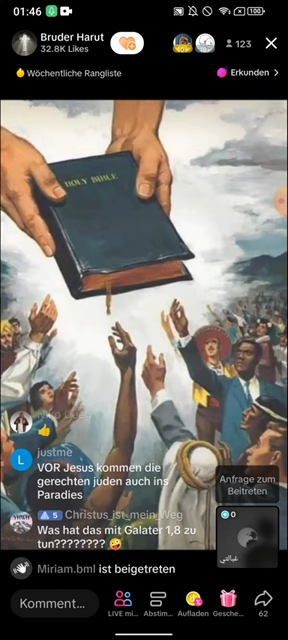 01:46
100
Bruder Harut
32.8K Likes
123
Wöchentliche Rangliste
Erkunden >
HOLY BIBLE
justme
VOR Jesus kommen die
gerechten juden auch ins
Paradies
5 Christus_ist_mein_Weg
Was hat das mit Galater 1,8 zu
tun????????
Anfrage zum
Beitreten
0
Miriam.bml ist beigetreten
Komment...
LIVE mi...
Abstim...
Aufladen
Gesche...
62